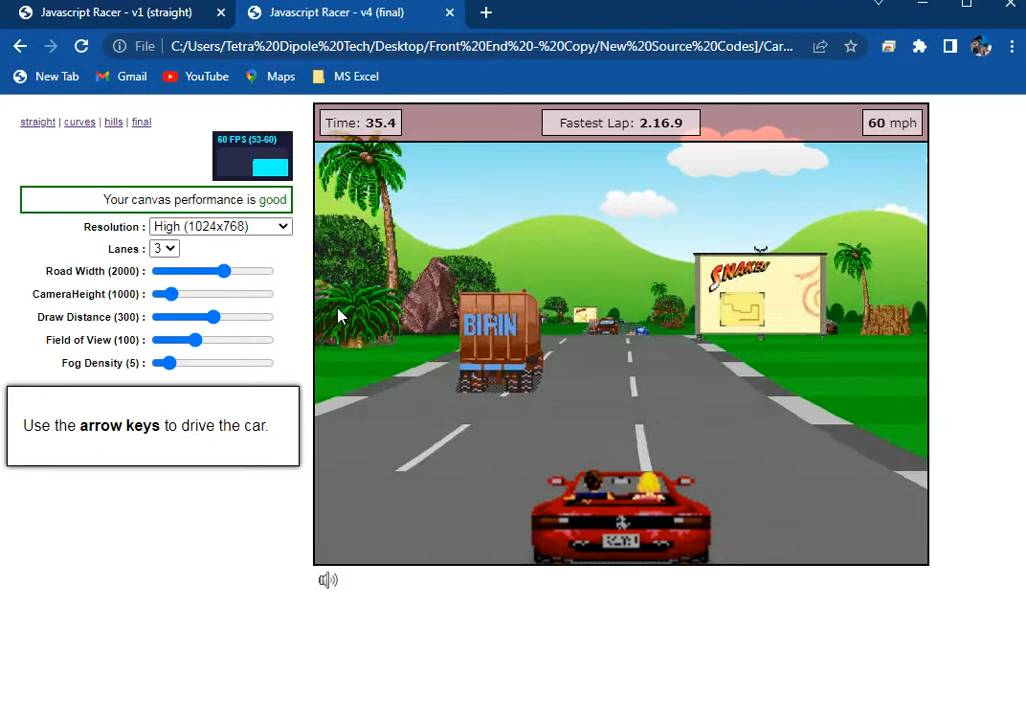 Javascript Racer - v1 (straight)
Javascript Racer - v4 (final)
File
C:/Users/Tetra%20Dipole%20Tech/Desktop/Front%20End%20-%20Copy/New%20Source%20Codes]/Car...
New Tab
Gmail
YouTube
Maps
MS Excel
straight | curves | hills | final
60 FPS (53-60)
Your canvas performance is good
Resolution : High (1024x768)
Lanes : 3
Road Width (2000) :
CameraHeight (1000) :
Draw Distance (300) :
Field of View (100) :
Fog Density (5) :
Use the arrow keys to drive the car.
Time: 35.4
Fastest Lap: 2.16.9
60 mph
BIRIN
SNAKES